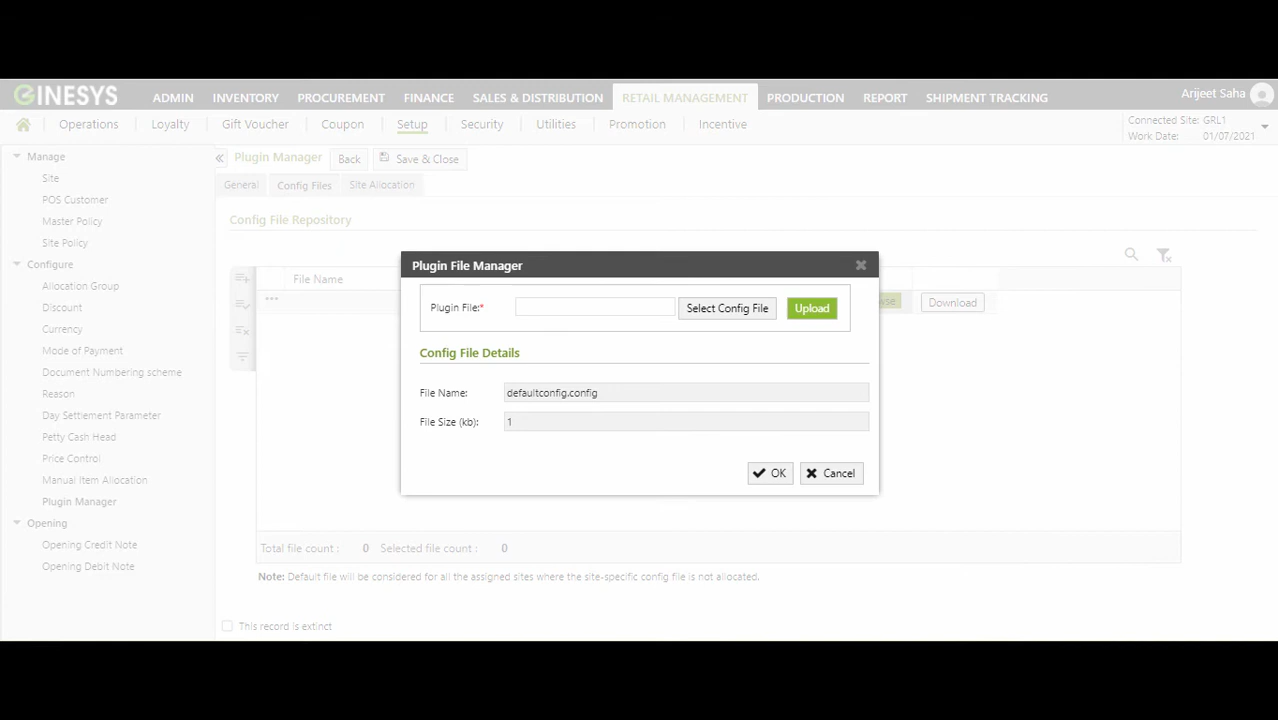 GINESYS
ADMIN INVENTORY PROCUREMENT FINANCE SALES & DISTRIBUTION RETAIL MANAGEMENT PRODUCTION REPORT SHIPMENT TRACKING
Arijeet Saha
Operations Loyalty Gift Voucher Coupon Setup Security Utilities Promotion Incentive
Connected Site: GRL1
Work Date: 01/07/2021
Manage
Site
POS Customer
Master Policy
Site Policy
Configure
Allocation Group
Discount
Currency
Mode of Payment
Document Numbering scheme
Reason
Day Settlement Parameter
Petty Cash Head
Price Control
Manual Item Allocation
Plugin Manager
Opening
Opening Credit Note
Opening Debit Note
Plugin Manager Back Save & Close
General Config Files Site Allocation
Config File Repository
File Name
Download
Plugin File Manager
Plugin File:* Select Config File Upload
Config File Details
File Name: defaultconfig.config
File Size (kb): 1
OK Cancel
Total file count : 0 Selected file count : 0
Note: Default file will be considered for all the assigned sites where the site-specific config file is not allocated.
This record is extinct